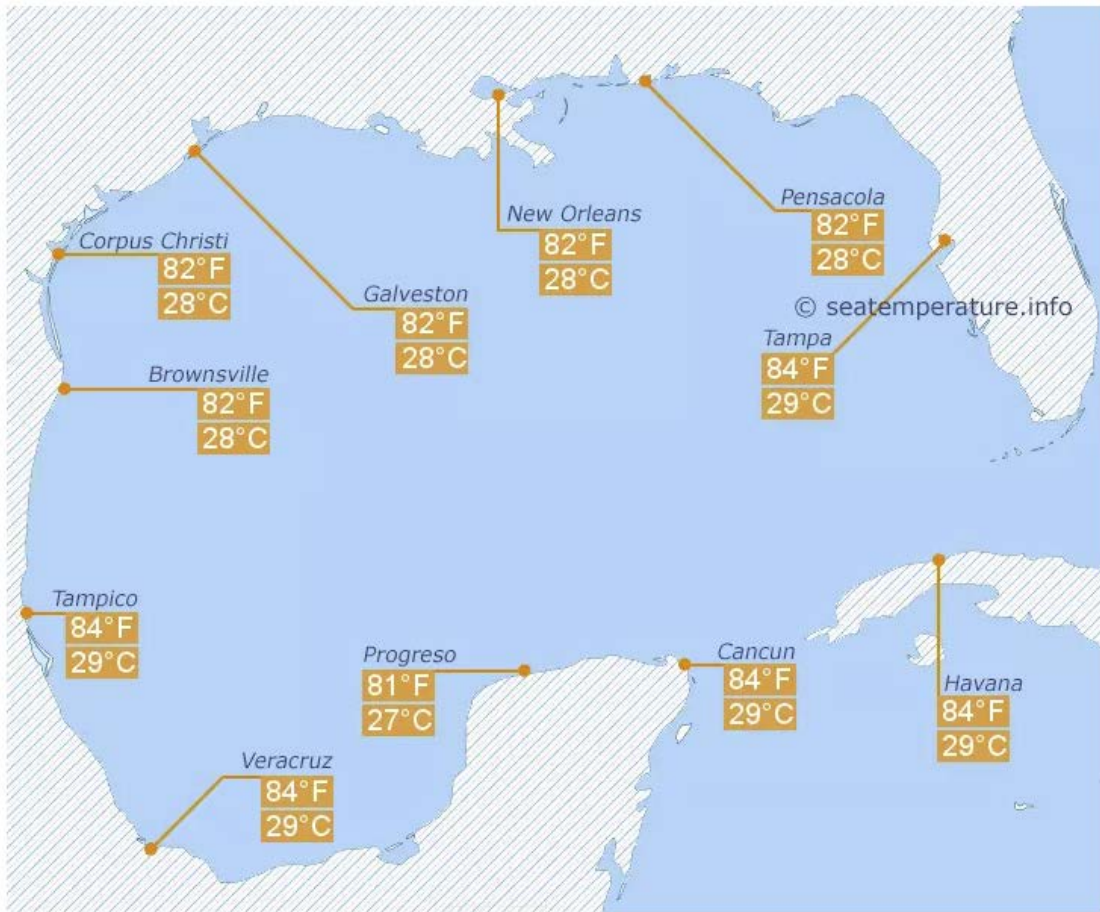 Pensacola
82°F
28°C
New Orleans
82°F
28°C
Corpus Christi
82°F
28°C
Galveston
82°F
28°C
© seatemperature.info
Tampa
84°F
29°C
Brownsville
82°F
28°C
Tampico
84°F
29°C
Progreso
81°F
27°C
Cancun
84°F
29°C
Havana
84°F
29°C
Veracruz
84°F
29°C